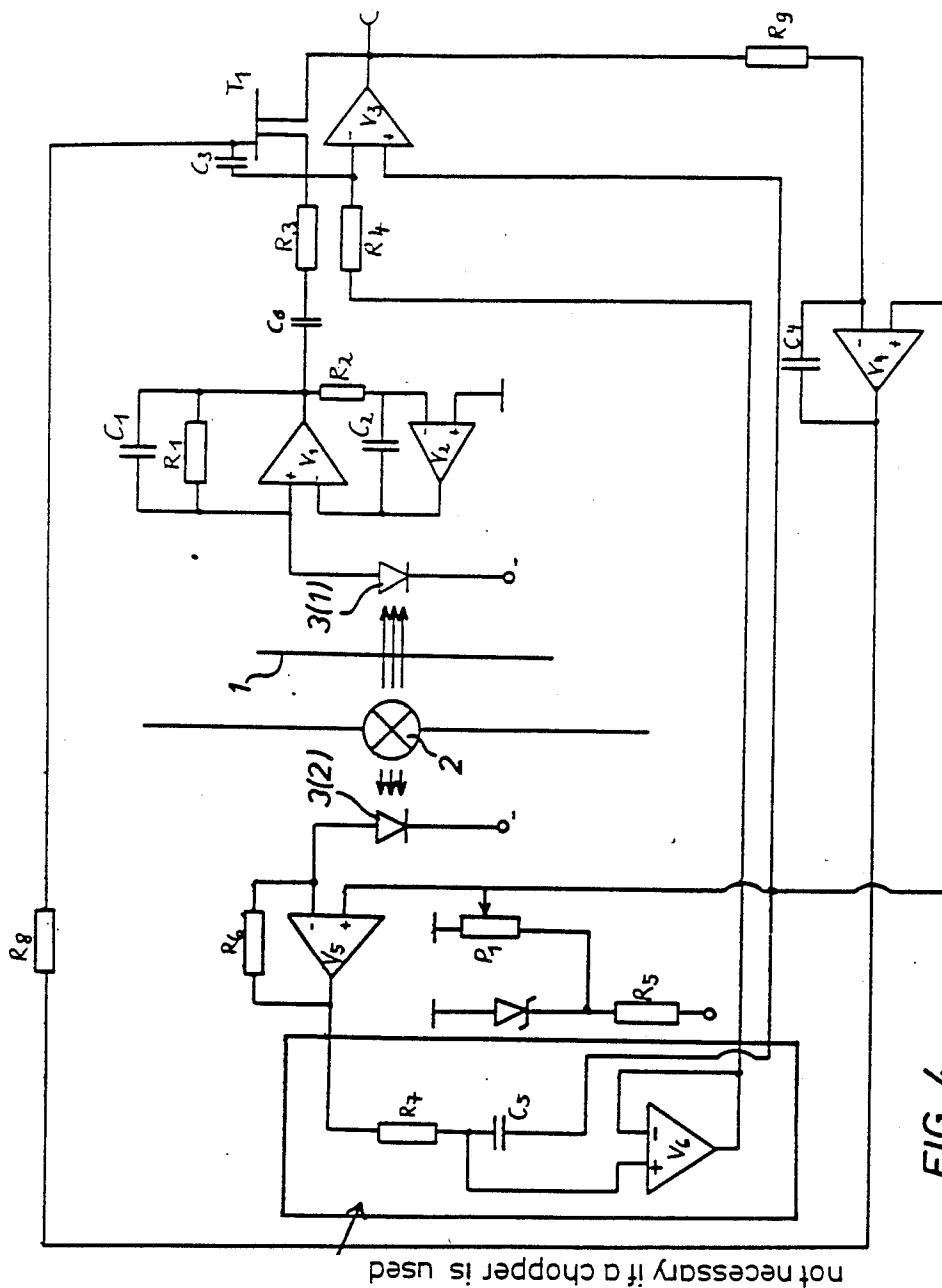 T1
C3
R3
R4
V3
R9
C6
C1
R1
V1
R2
C2
V2
C4
V4
1
3(1)
2
3(2)
R8
R6
V5
P1
R5
R7
C5
V6
+
-
+
-
+
-
+
-
+
-
+
-
-
-
not necessary if a chopper is used
FIG. 4